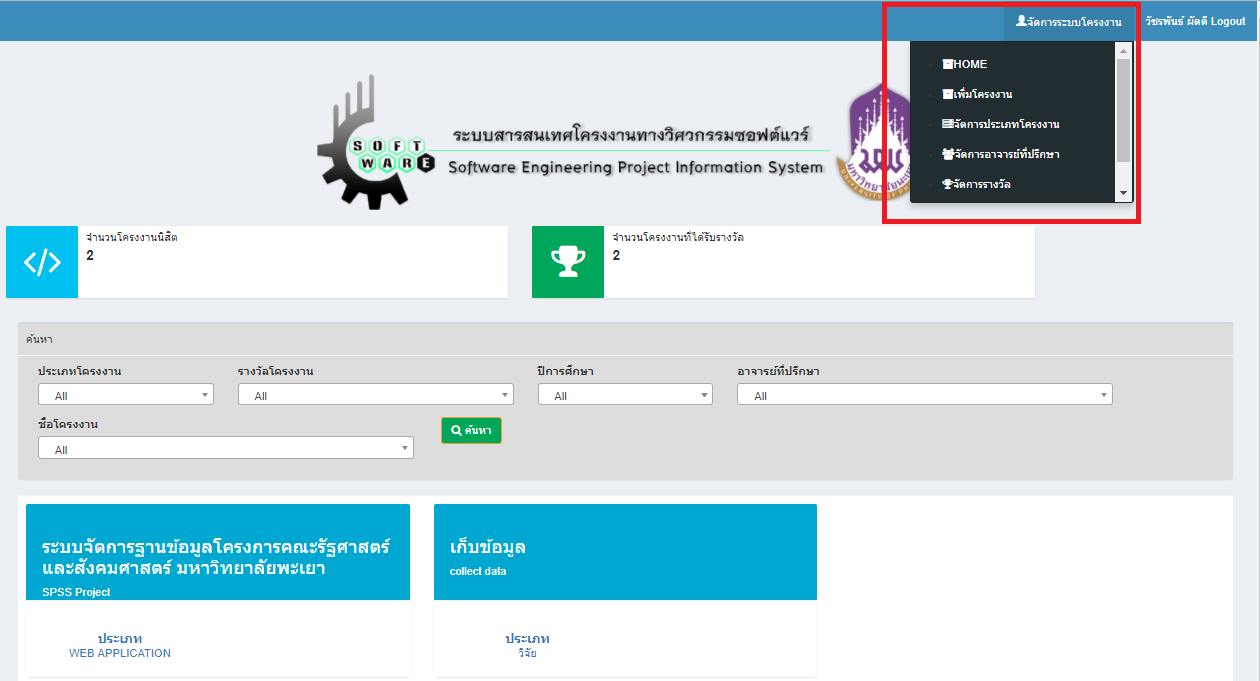 จัดการระบบโครงงาน
วัชรพันธ์ ผัดดี Logout
HOME
เพิ่มโครงงาน
จัดการประเภทโครงงาน
จัดการอาจารย์ที่ปรึกษา
จัดการรางวัล
SOFT
WARE
ระบบสารสนเทศโครงงานทางวิศวกรรมซอฟต์แวร์
Software Engineering Project Information System
จำนวนโครงงานนิสิต
2
จำนวนโครงงานที่ได้รับรางวัล
2
ค้นหา
ประเภทโครงงาน
รางวัลโครงงาน
ปีการศึกษา
อาจารย์ที่ปรึกษา
All
All
All
All
ชื่อโครงงาน
All
ค้นหา
ระบบจัดการฐานข้อมูลโครงการคณะรัฐศาสตร์
และสังคมศาสตร์ มหาวิทยาลัยพะเยา
SPSS Project
ประเภท
WEB APPLICATION
เก็บข้อมูล
collect data
ประเภท
วิจัย